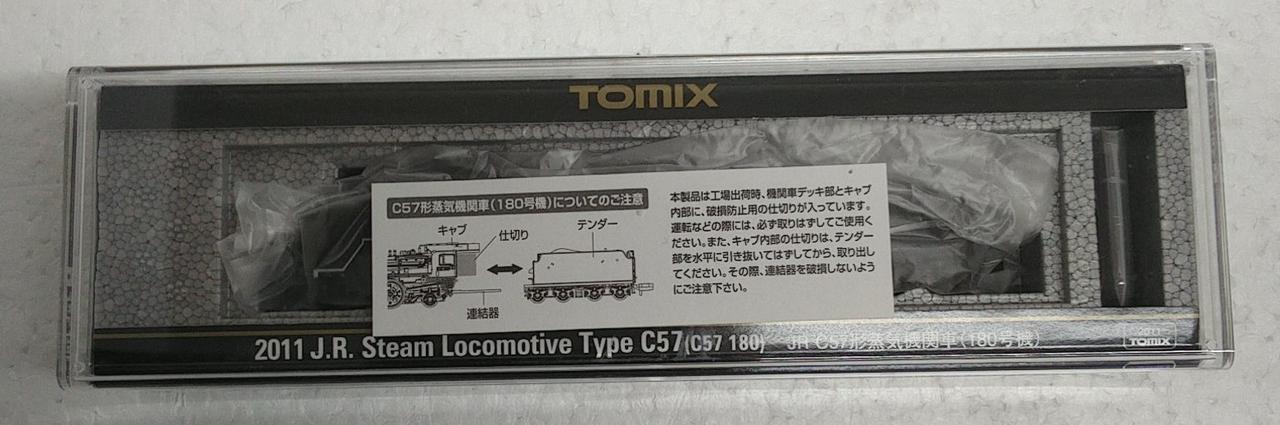 TOMIX
C57形蒸気機関車(180号機)についてのご注意
キャブ
仕切り
テンダー
連結器
本製品は工場出荷時、機関車デッキ部とキャブ
内部に、破損防止用の仕切りが入っています。
運転などの際には、必ず取りはずしてご使用く
ださい。また、キャブ内部の仕切りは、テンダー
部を水平に引き抜いてはずしてから、取り出し
てください。その際、連結器を破損しないよう
にご注意下さい。
2011 J.R. Steam Locomotive Type C57(C57 180) JR C57形蒸気機関車(180号機)
2011
TOMIX